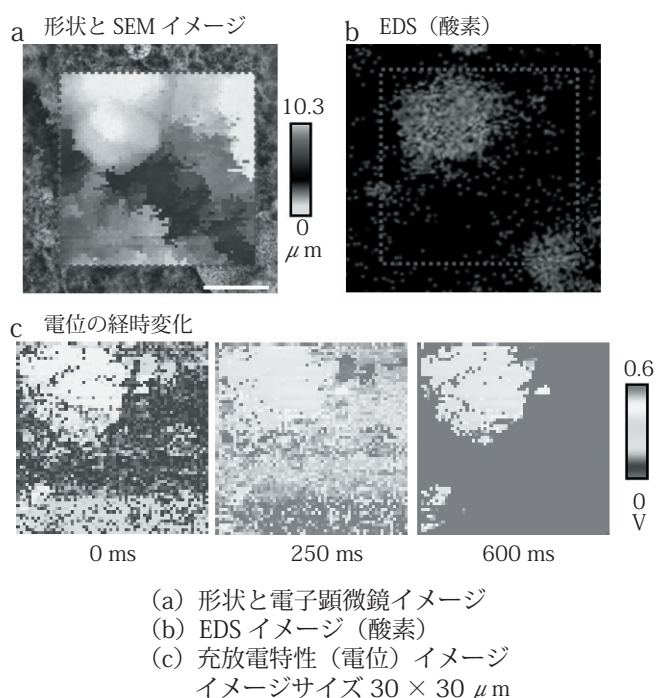 a 形状と SEM イメージ
b EDS（酸素）
10.3
0
μm
c 電位の経時変化
0.6
0
V
0 ms
250 ms
600 ms
（a）形状と電子顕微鏡イメージ
（b）EDS イメージ（酸素）
（c）充放電特性（電位）イメージ
イメージサイズ 30 × 30 μm